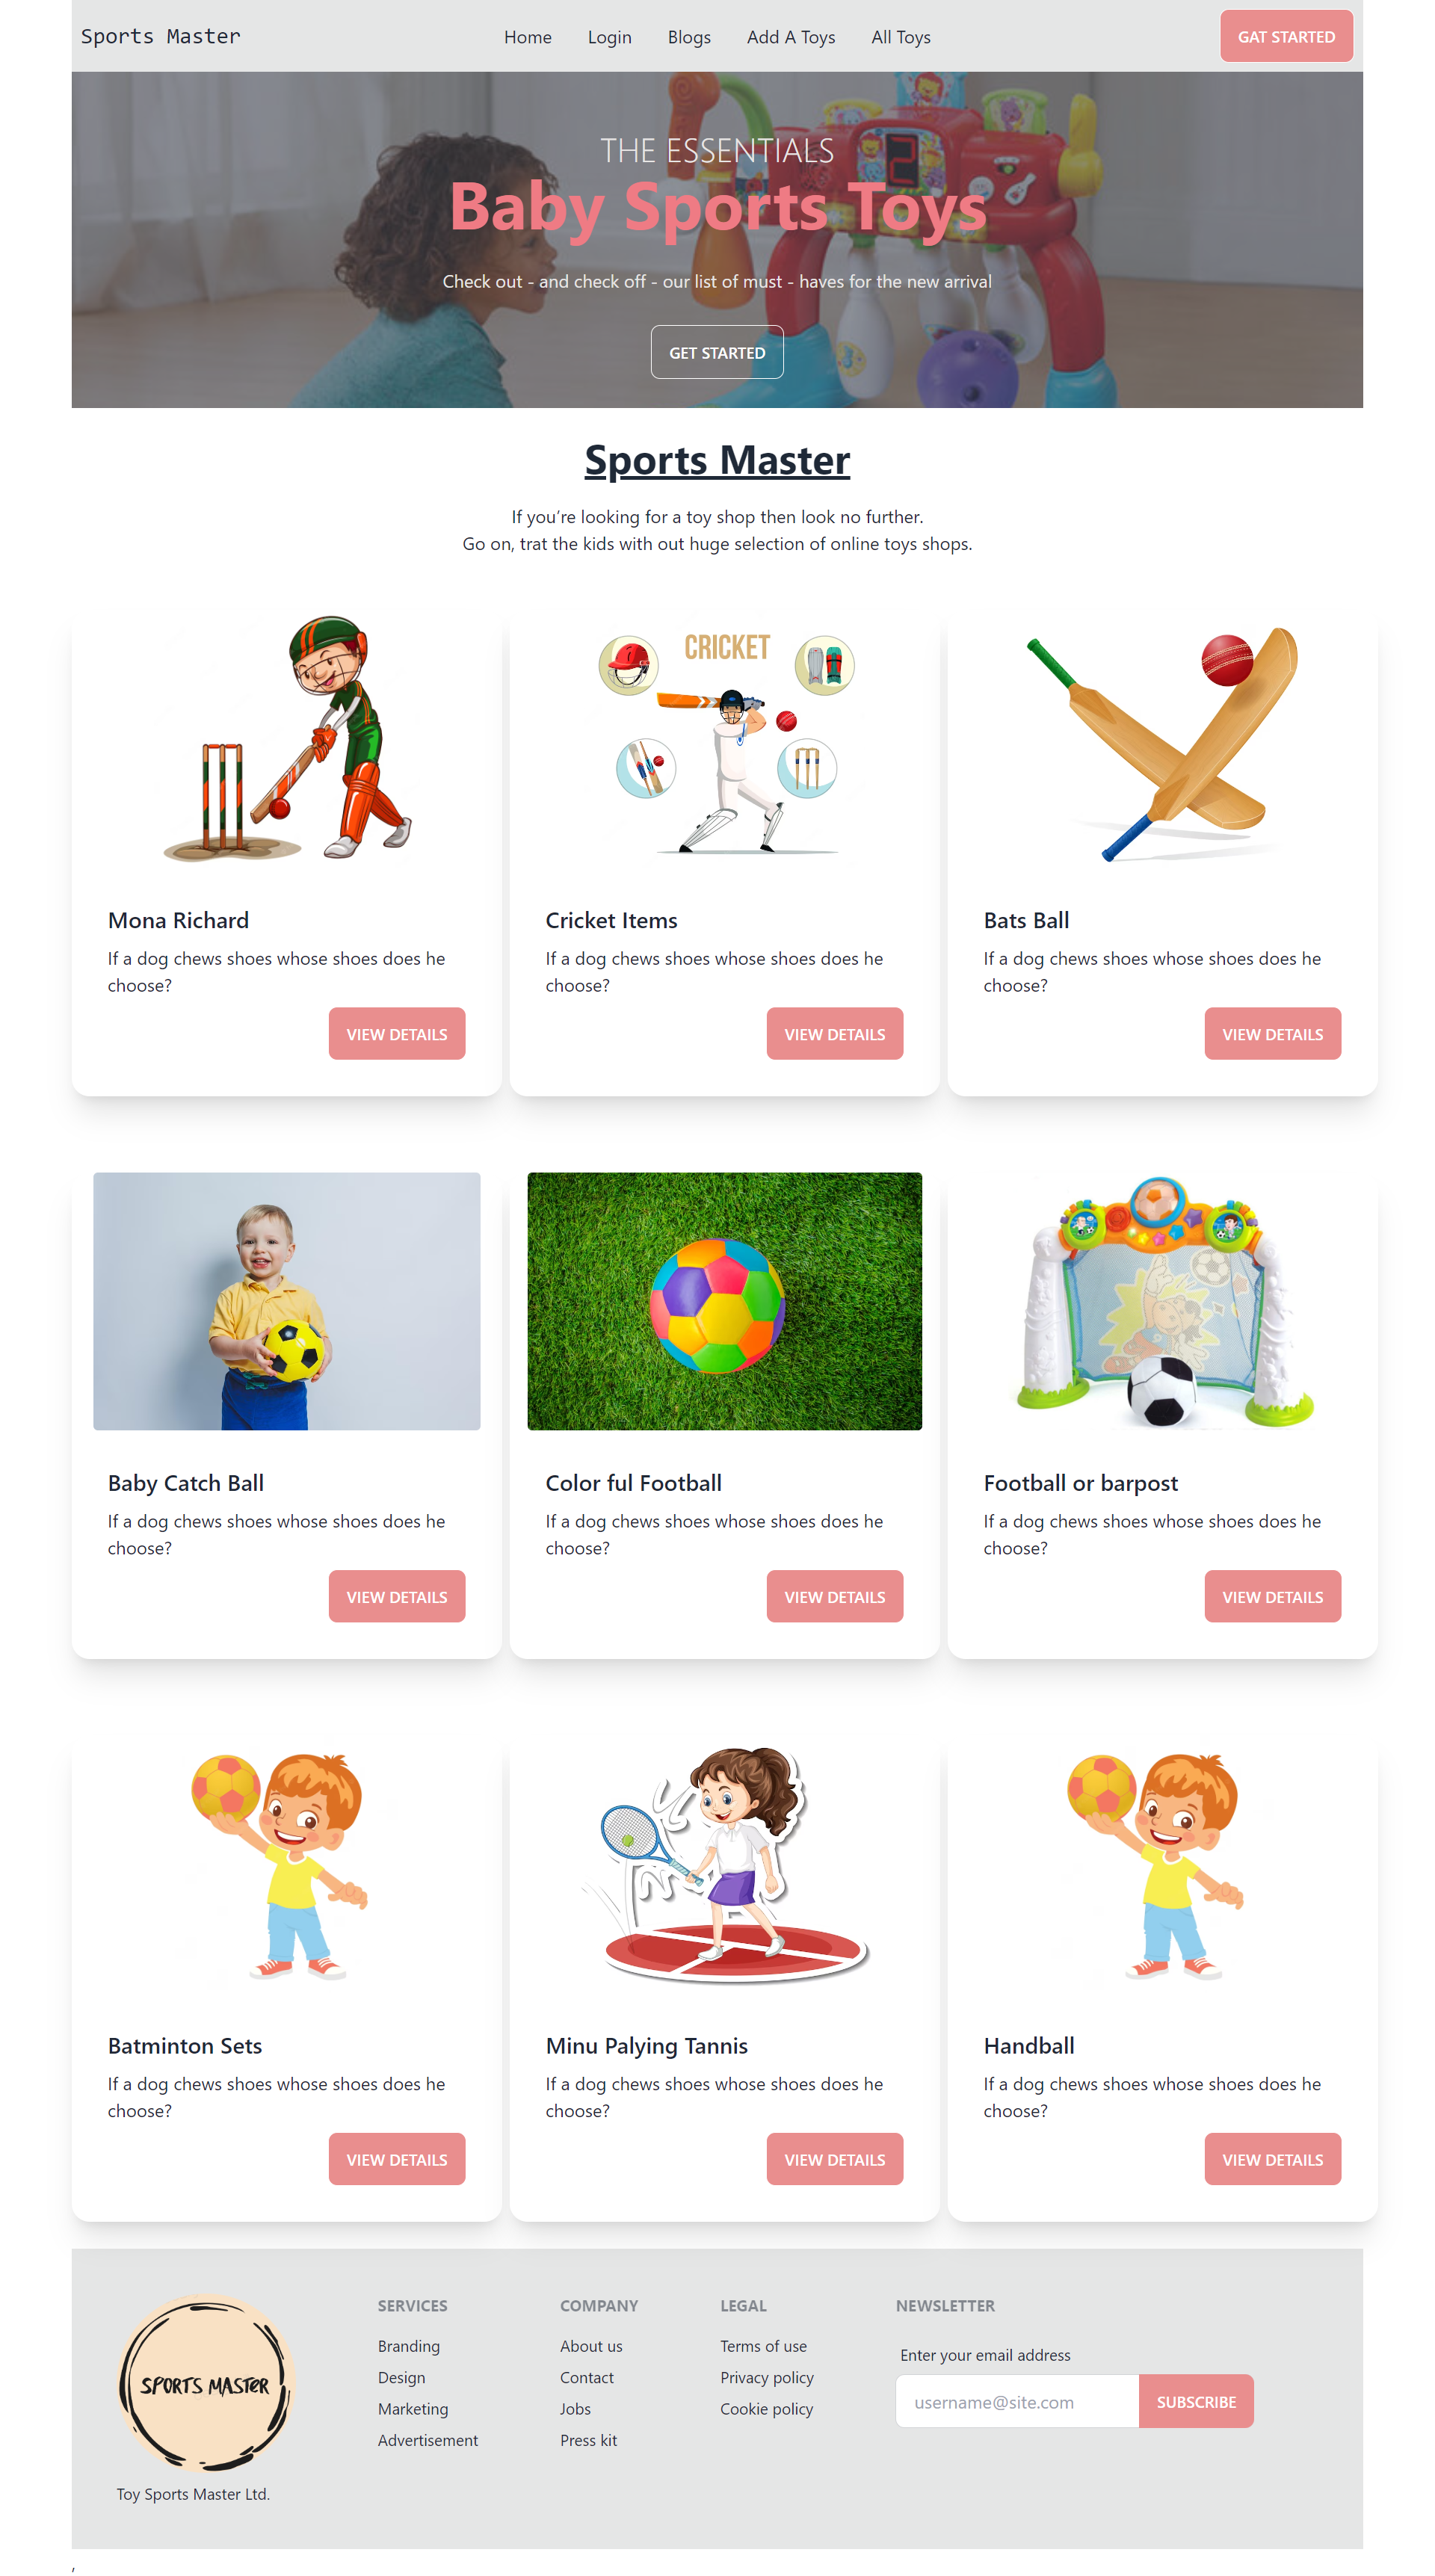 Sports Master
Home
Login
Blogs
Add A Toys
All Toys
GAT STARTED
THE ESSENTIALS
Baby Sports Toys
Check out - and check off - our list of must - haves for the new arrival
GET STARTED
Sports Master
If you're looking for a toy shop then look no further.
Go on, trat the kids with out huge selection of online toys shops.
CRICKET
Mona Richard
If a dog chews shoes whose shoes does he
choose?
VIEW DETAILS
Cricket Items
If a dog chews shoes whose shoes does he
choose?
VIEW DETAILS
Bats Ball
If a dog chews shoes whose shoes does he
choose?
VIEW DETAILS
Baby Catch Ball
If a dog chews shoes whose shoes does he
choose?
VIEW DETAILS
Color ful Football
If a dog chews shoes whose shoes does he
choose?
VIEW DETAILS
Football or barpost
If a dog chews shoes whose shoes does he
choose?
VIEW DETAILS
Batminton Sets
If a dog chews shoes whose shoes does he
choose?
VIEW DETAILS
Minu Palying Tannis
If a dog chews shoes whose shoes does he
choose?
VIEW DETAILS
Handball
If a dog chews shoes whose shoes does he
choose?
VIEW DETAILS
SPORTS MASTER
Toy Sports Master Ltd.
SERVICES
Branding
Design
Marketing
Advertisement
COMPANY
About us
Contact
Jobs
Press kit
LEGAL
Terms of use
Privacy policy
Cookie policy
NEWSLETTER
Enter your email address
username@site.com
SUBSCRIBE
,